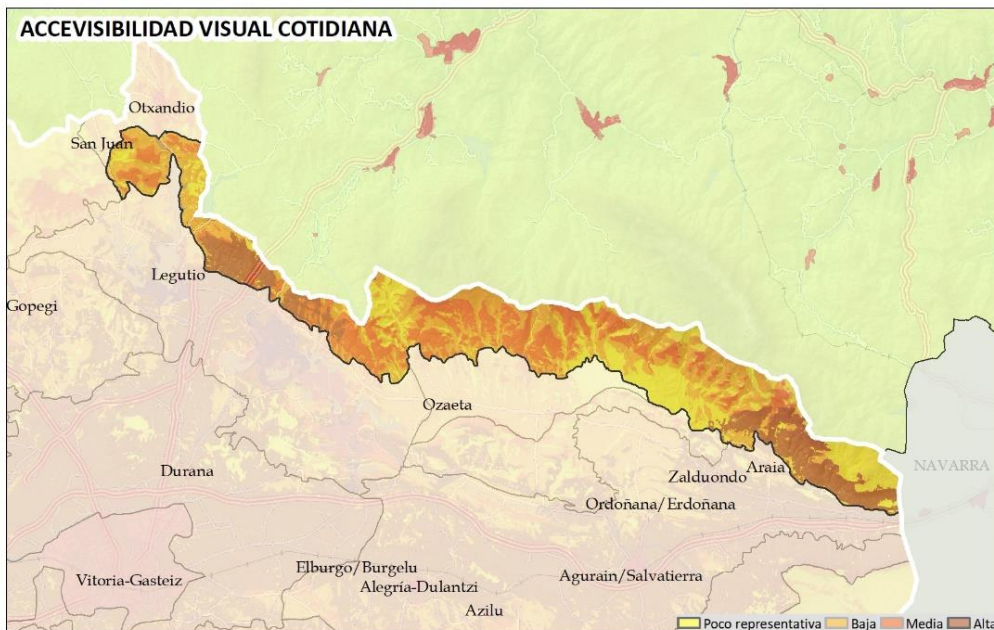 ACCEVISIBILIDAD VISUAL COTIDIANA
Otxandio
San Juan
Legutio
Gopegi
Ozaeta
Durana
Zalduondo
Araia
NAVARRA
Ordoñana/Erdoñana
Elburgo/Burgelu
Vitoria-Gasteiz
Alegría-Dulantzi
Agurain/Salvatierra
Azilu
Poco representativa Baja Media Alta